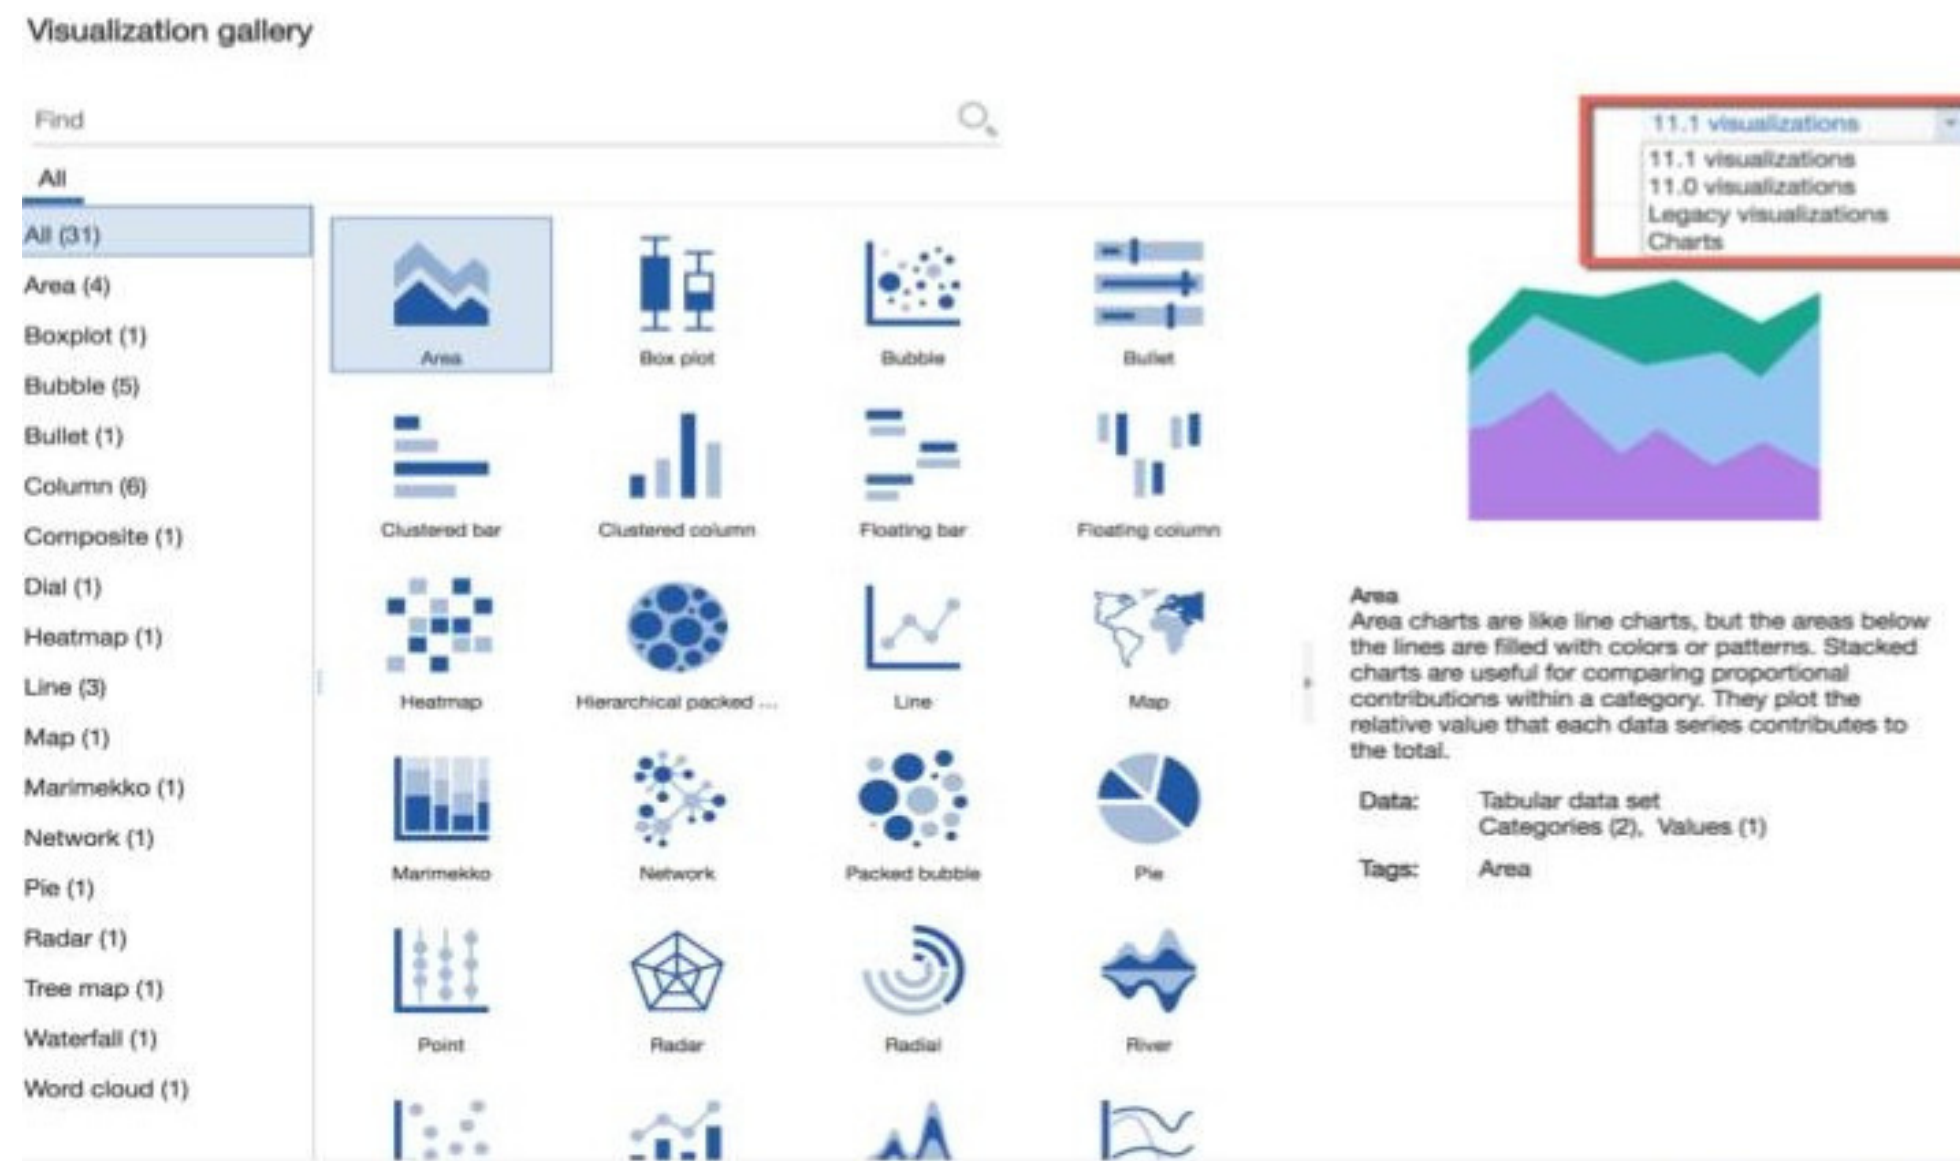 Visualization gallery
Find
11.1 visualizations
11.1 visualizations
11.0 visualizations
Legacy visualizations
Charts
All
All (31)
Area (4)
Boxplot (1)
Bubble (5)
Bullet (1)
Column (6)
Composite (1)
Dial (1)
Heatmap (1)
Line (3)
Map (1)
Marimekko (1)
Network (1)
Pie (1)
Radar (1)
Tree map (1)
Waterfall (1)
Word cloud (1)
Area
Box plot
Bubble
Bullet
Clustered bar
Clustered column
Floating bar
Floating column
Heatmap
Hierarchical packed ...
Line
Map
Marimekko
Network
Packed bubble
Pie
Point
Radar
Radial
River
Area
Area charts are like line charts, but the areas below
the lines are filled with colors or patterns. Stacked
charts are useful for comparing proportional
contributions within a category. They plot the
relative value that each data series contributes to
the total.
Data: Tabular data set
Categories (2), Values (1)
Tags: Area